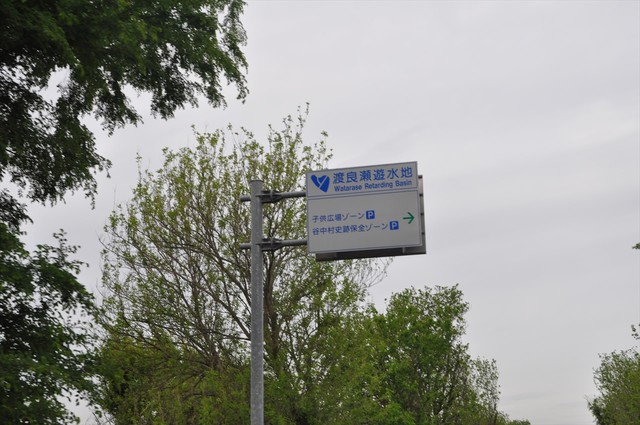 渡良瀬遊水地
Watarase Retarding Basin
子供広場ゾーン P
谷中村史跡保全ゾーン P